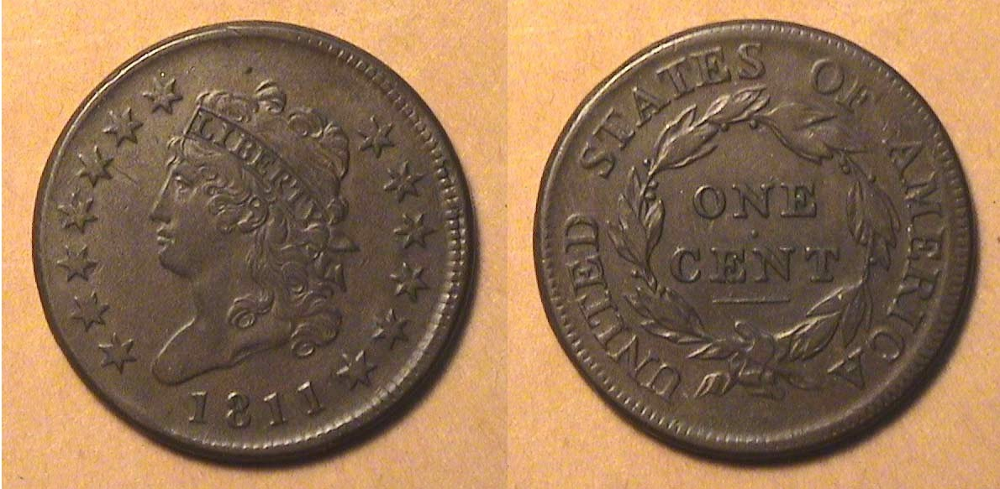 LIBERTY
1811
UNITED STATES OF AMERICA
ONE
CENT